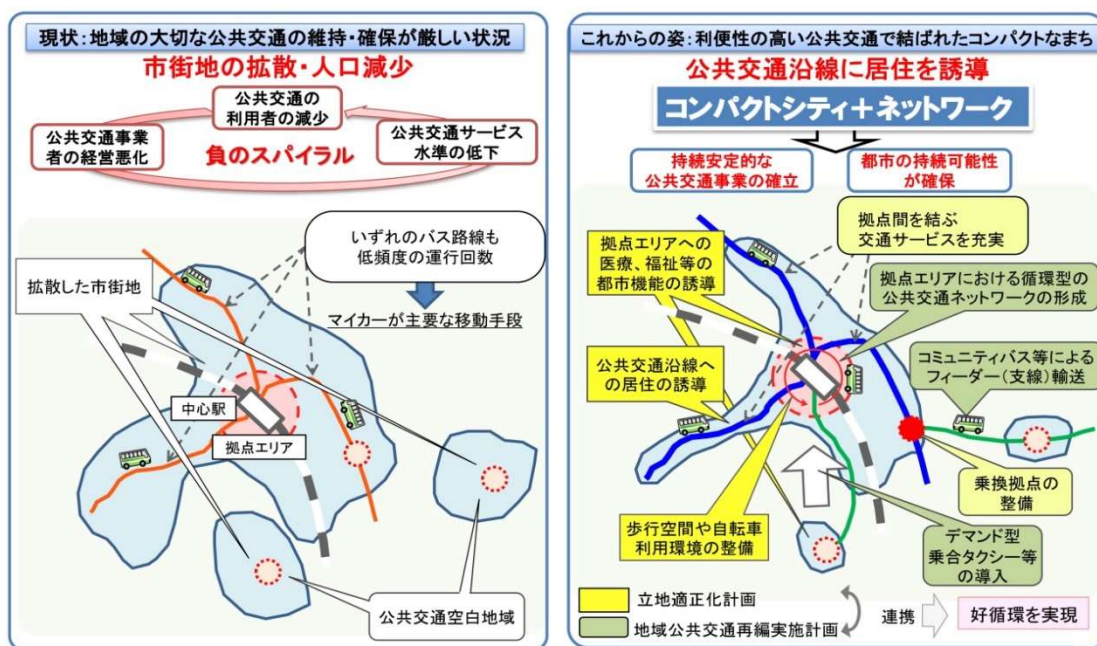 現状：地域の大切な公共交通の維持・確保が厳しい状況
市街地の拡散・人口減少
公共交通の
利用者の減少
公共交通事業
者の経営悪化
負のスパイラル
公共交通サービス
水準の低下
いずれのバス路線も
低頻度の運行回数
マイカーが主要な移動手段
拡散した市街地
中心駅
拠点エリア
公共交通空白地域
これからの姿：利便性の高い公共交通で結ばれたコンパクトなまち
公共交通沿線に居住を誘導
コンパクトシティ＋ネットワーク
持続安定的な
公共交通事業の確立
都市の持続可能性
が確保
拠点エリアへの
医療、福祉等の
都市機能の誘導
拠点間を結ぶ
交通サービスを充実
拠点エリアにおける循環型の
公共交通ネットワークの形成
公共交通沿線へ
の居住の誘導
コミュニティバス等による
フィーダー（支線）輸送
乗換拠点の
整備
歩行空間や自転車
利用環境の整備
デマンド型
乗合タクシー等
の導入
立地適正化計画
地域公共交通再編実施計画
連携
好循環を実現